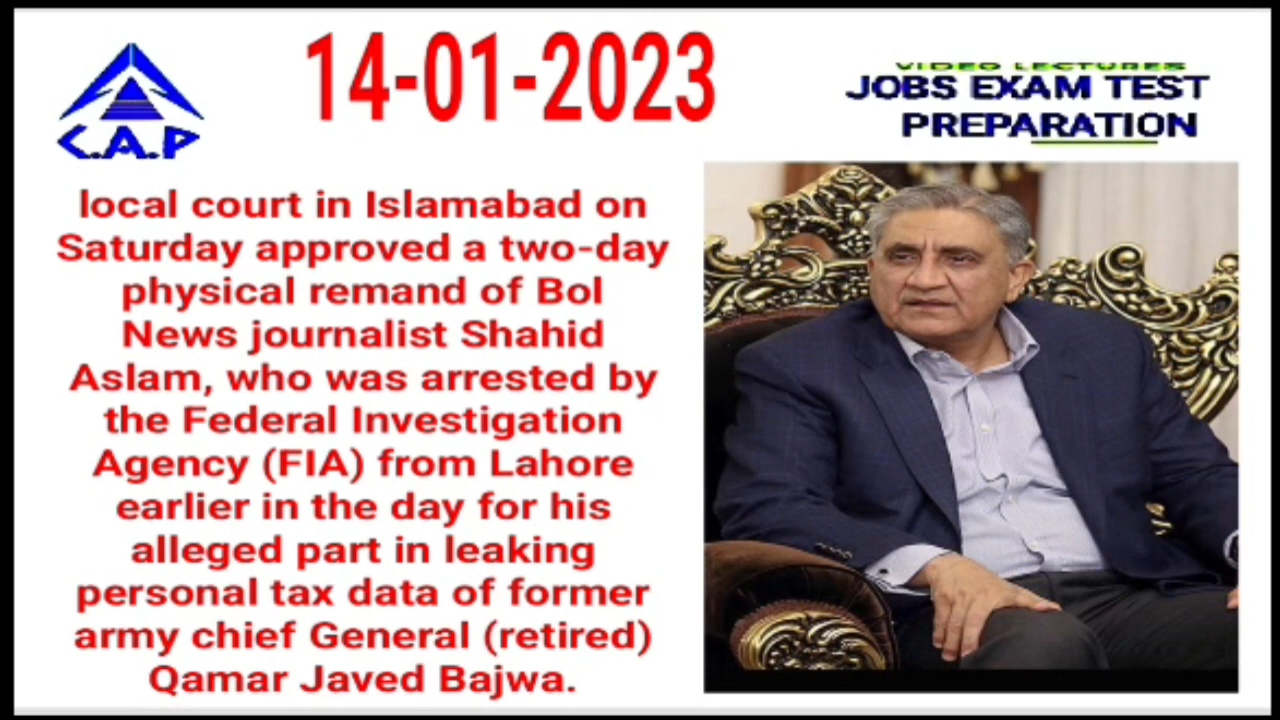 14-01-2023
C.A.P
VIDEO LECTURES
JOBS EXAM TEST
PREPARATION
local court in Islamabad on
Saturday approved a two-day
physical remand of Bol
News journalist Shahid
Aslam, who was arrested by
the Federal Investigation
Agency (FIA) from Lahore
earlier in the day for his
alleged part in leaking
personal tax data of former
army chief General (retired)
Qamar Javed Bajwa.